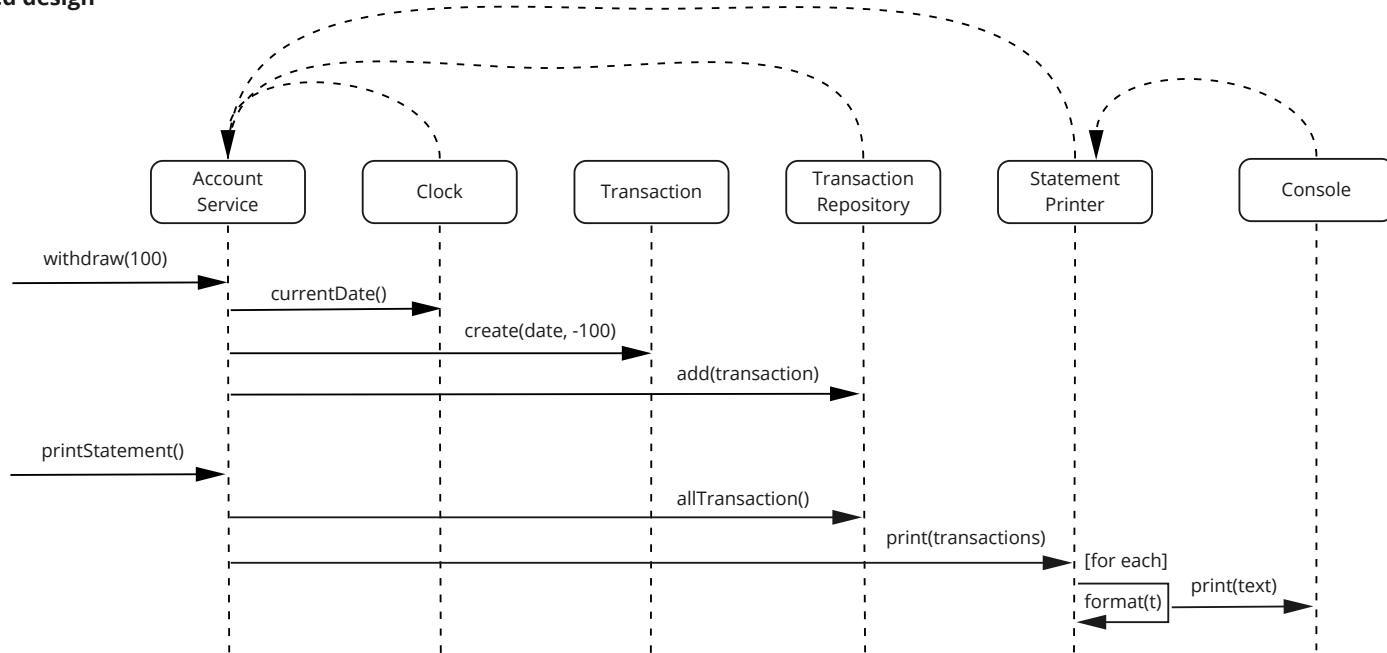 design
Account
Service
Clock
Transaction
Transaction
Repository
Statement
Printer
Console
withdraw(100)
currentDate()
create(date, -100)
add(transaction)
printStatement()
allTransaction()
print(transactions)
[for each]
format(t)
print(text)